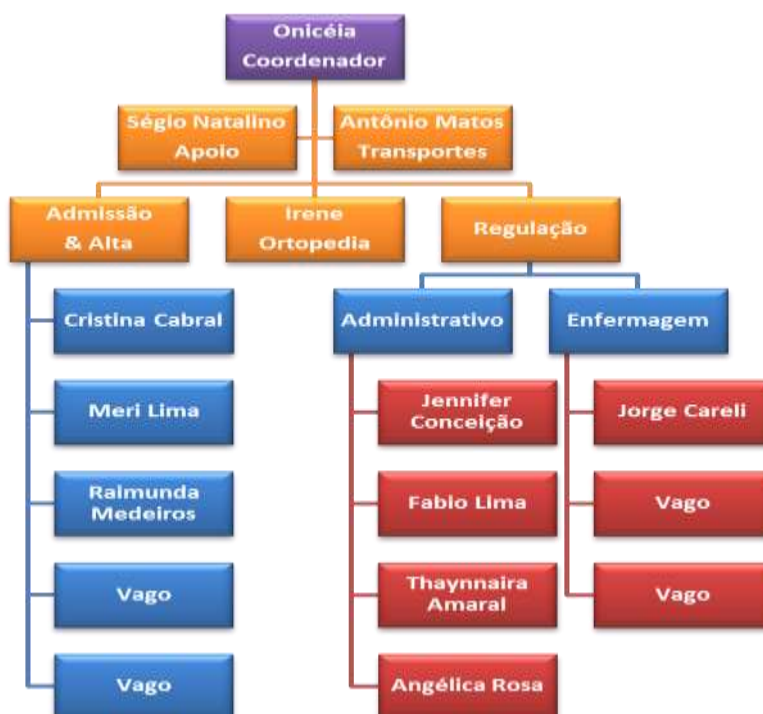 Onicéia
Coordenador
Ségio Natalino
Apoio
Antônio Matos
Transportes
Admissão
& Alta
Irene
Ortopedia
Regulação
Cristina Cabral
Meri Lima
Raimunda
Medeiros
Vago
Vago
Administrativo
Enfermagem
Jennifer
Conceição
Fabio Lima
Thaynnaira
Amaral
Angélica Rosa
Jorge Careli
Vago
Vago